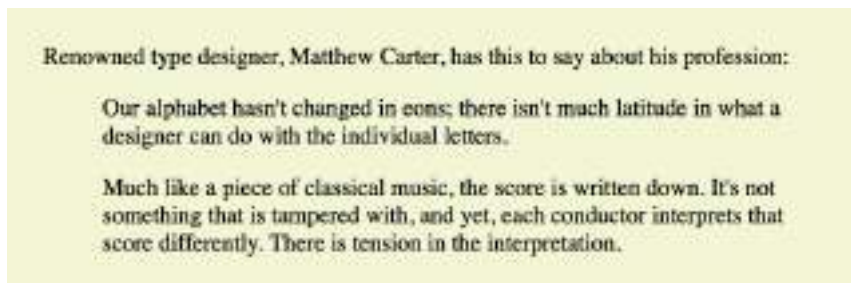 Renowned type designer, Matthew Carter, has this to say about his profession:
Our alphabet hasn't changed in eons; there isn't much latitude in what a
designer can do with the individual letters.
Much like a piece of classical music, the score is written down. It's not
something that is tampered with, and yet, each conductor interprets that
score differently. There is tension in the interpretation.